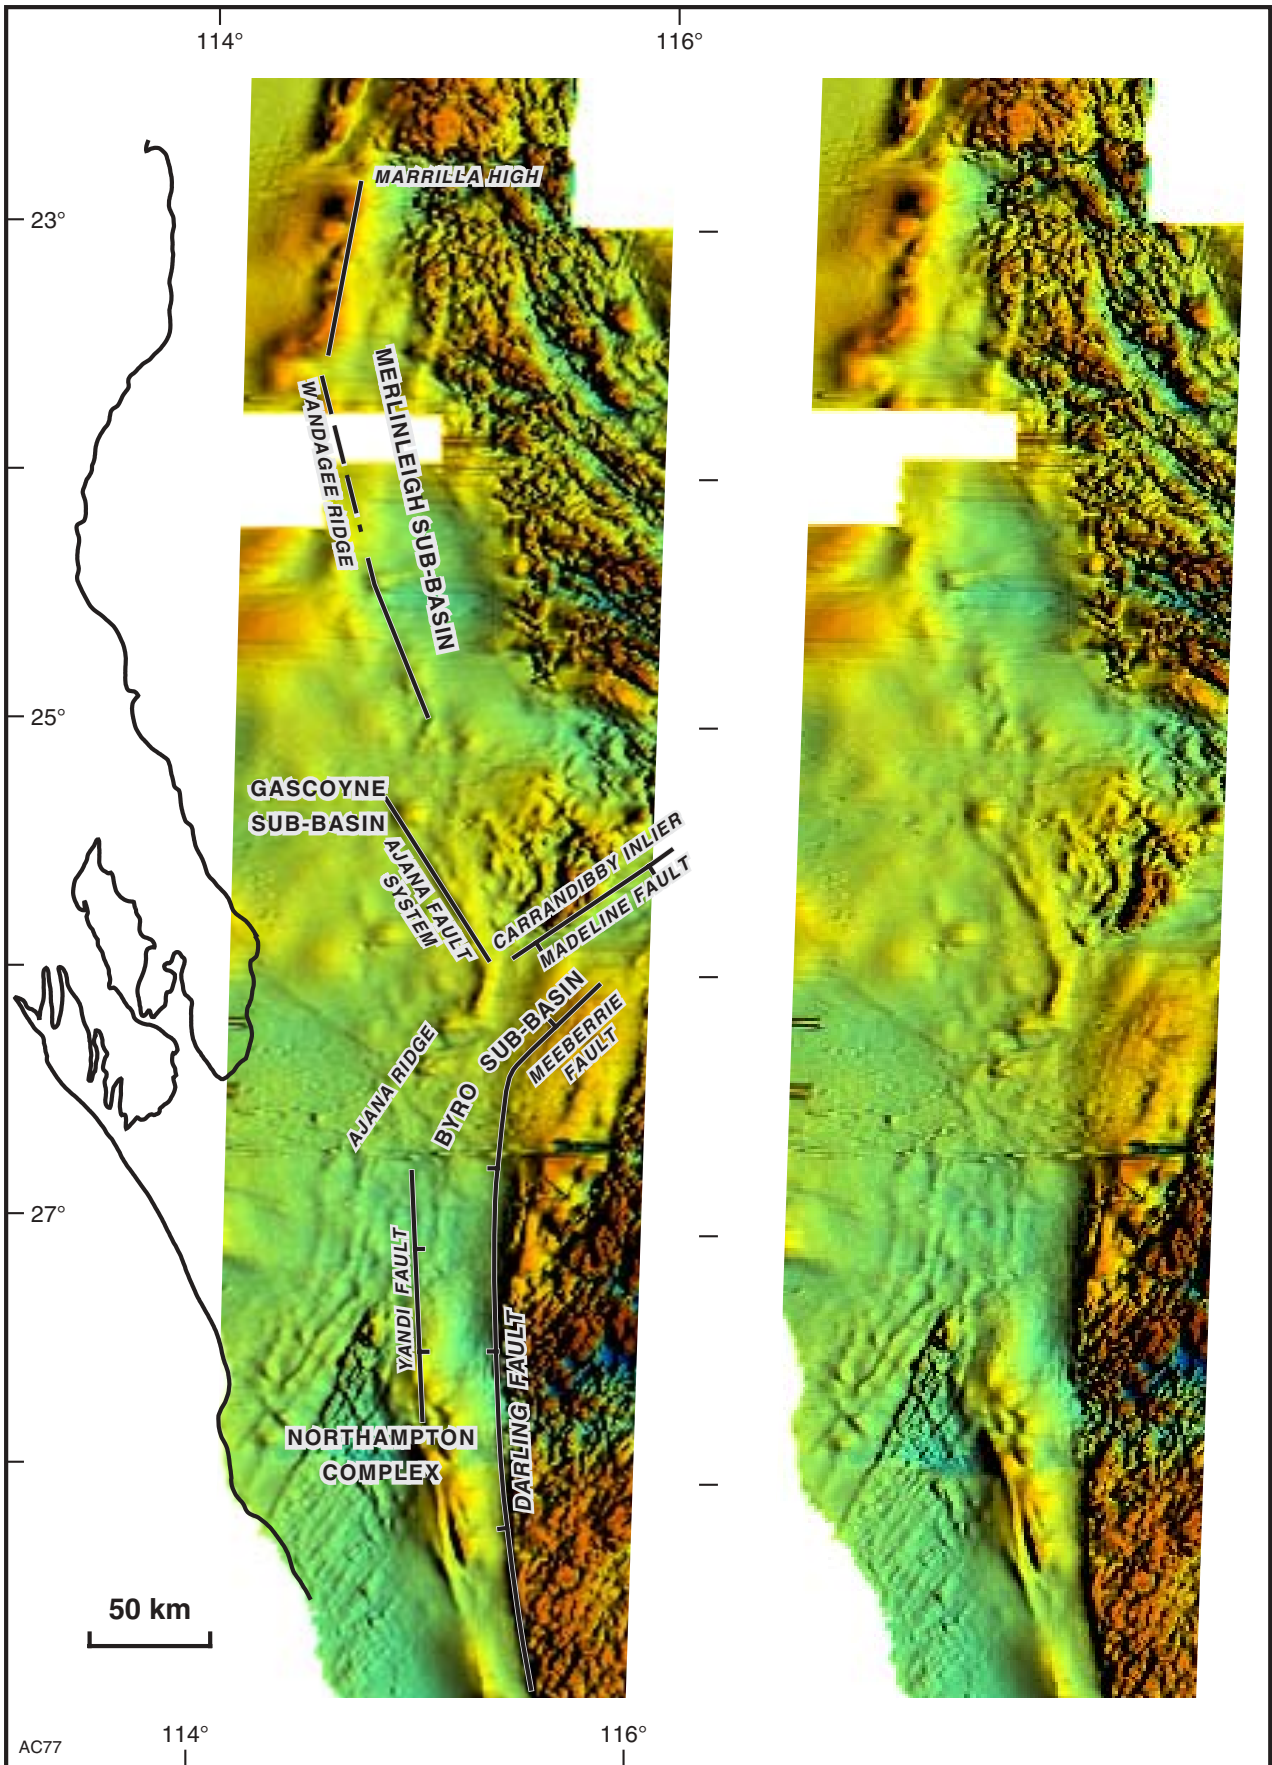 114°
116°
MARRILLA HIGH
23°
MERLINLEIGH SUB-BASIN
WANDAGEE RIDGE
25°
GASCOYNE
SUB-BASIN
AJANA FAULT
SYSTEM
CARRANDIBBY INLIER
MADELINE FAULT
BYRO SUB-BASIN
MEEBERRIE
FAULT
AJANA RIDGE
27°
YANDI FAULT
DARLING FAULT
NORTHAMPTON
COMPLEX
50 km
114°
116°
AC77